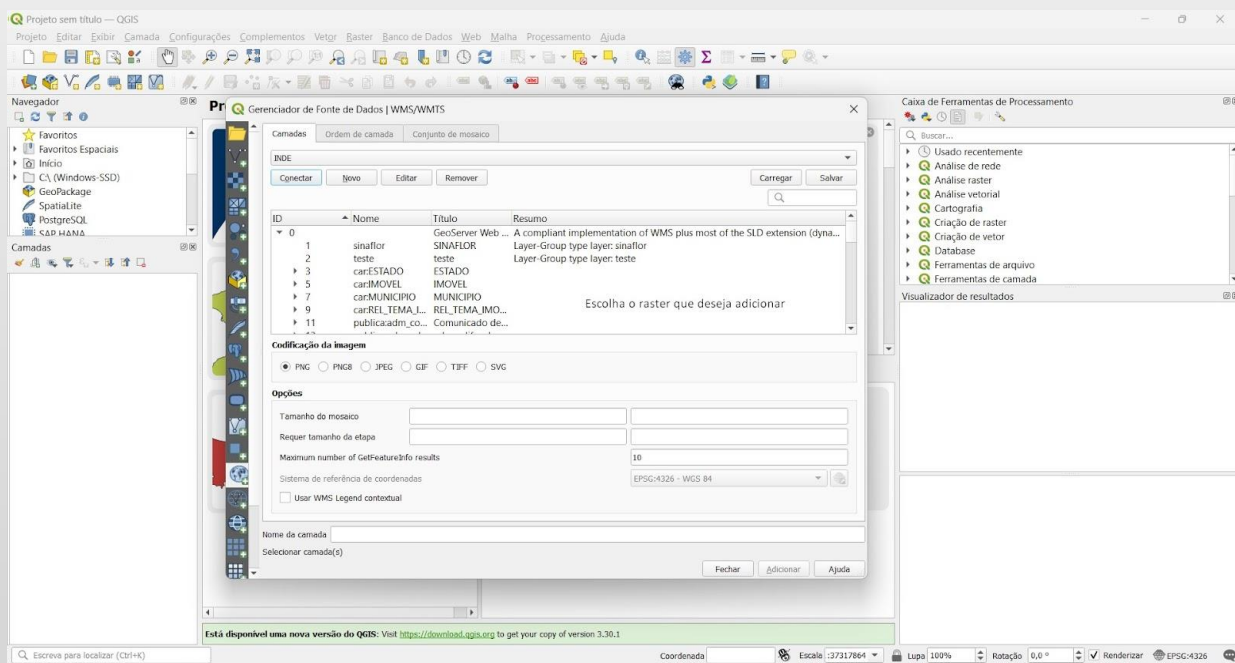 Projeto sem título — QGIS
Projeto Editar Exibir Camada Configurações Complementos Vetor Raster Banco de Dados Web Malha Processamento Ajuda
Navegador
Favoritos
Favoritos Espaciais
Início
C:\ (Windows-SSD)
GeoPackage
SpatiaLite
PostgreSQL
SAP HANA
Camadas
Pr
Gerenciador de Fonte de Dados | WMS/WMTS
Camadas Ordem de camada Conjunto de mosaico
INDE
Conectar Novo Editar Remover Carregar Salvar
ID Nome Título Resumo
0 GeoServer Web ... A compliant implementation of WMS plus most of the SLD extension (dyna...
1 sinaflor SINAFLOR Layer-Group type layer: sinaflor
2 teste teste Layer-Group type layer: teste
3 car:ESTADO ESTADO
5 car:IMOVEL IMOVEL
7 car:MUNICIPIO MUNICIPIO
9 car:REL_TEMA_I... REL_TEMA_IMO...
11 publica:adm_co... Comunicado de...
Escolha o raster que deseja adicionar
Codificação da imagem
PNG PNG8 JPEG GIF TIFF SVG
Opções
Tamanho do mosaico
Requer tamanho da etapa
Maximum number of GetFeatureInfo results 10
Sistema de referência de coordenadas EPSG:4326 - WGS 84
Usar WMS Legend contextual
Nome da camada
Selecionar camada(s)
Fechar Adicionar Ajuda
Está disponível uma nova versão do QGIS: Visit https://download.qgis.org to get your copy of version 3.30.1
Caixa de Ferramentas de Processamento
Buscar...
Usado recentemente
Análise de rede
Análise raster
Análise vetorial
Cartografia
Criação de raster
Criação de vetor
Database
Ferramentas de arquivo
Ferramentas de camada
Visualizador de resultados
Escreva para localizar (Ctrl+K) Coordenada Escala :37317864 Lupa 100% Rotação 0,0 ° Renderizar EPSG:4326